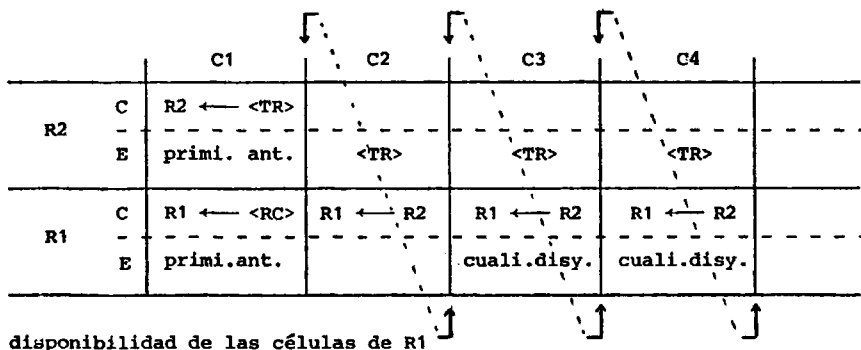 C1 C2 C3 C4
C R2 ← <TR>
R2
E primi. ant. <TR> <TR> <TR>
C R1 ← <RC> R1 ← R2 R1 ← R2 R1 ← R2
R1
E primi.ant. cuali.disy. cuali.disy.
disponibilidad de las células de R1